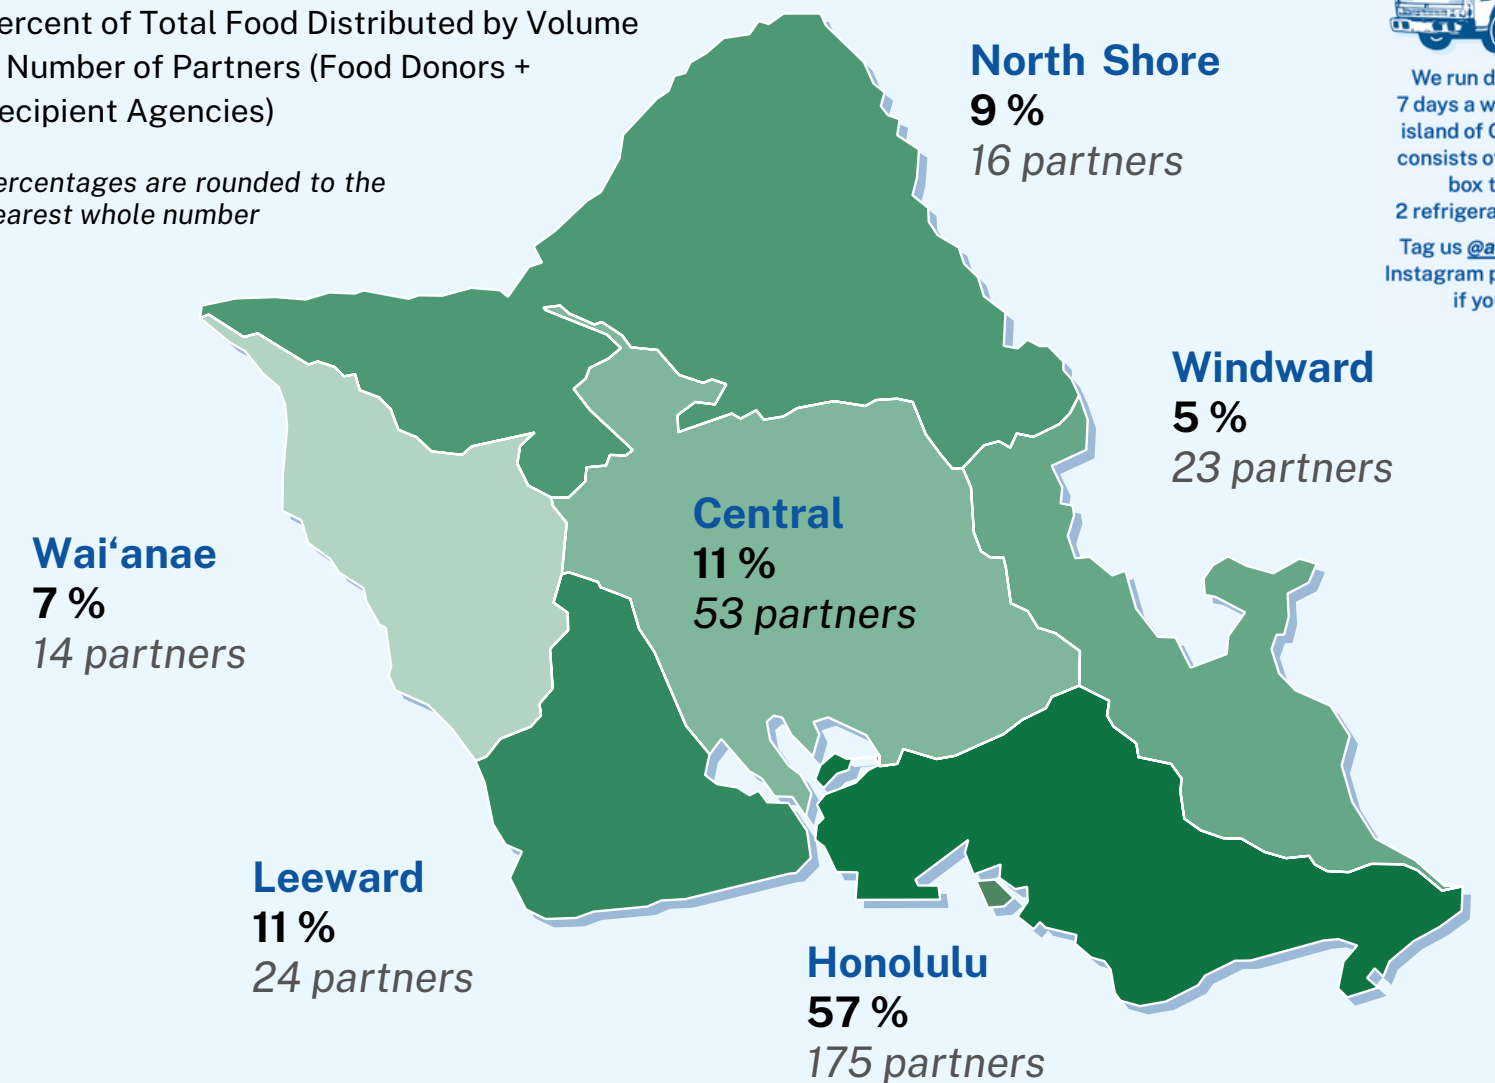 ercent of Total Food Distributed by Volume
Number of Partners (Food Donors +
ecipient Agencies)
ercentages are rounded to the
earest whole number
North Shore
9 %
16 partners
We run d
7 days a w
island of
consists o
box t
2 refrigera
Tag us @a
Instagram p
if yo
Windward
5 %
23 partners
Central
11 %
53 partners
Wai‘anae
7 %
14 partners
Leeward
11 %
24 partners
Honolulu
57 %
175 partners